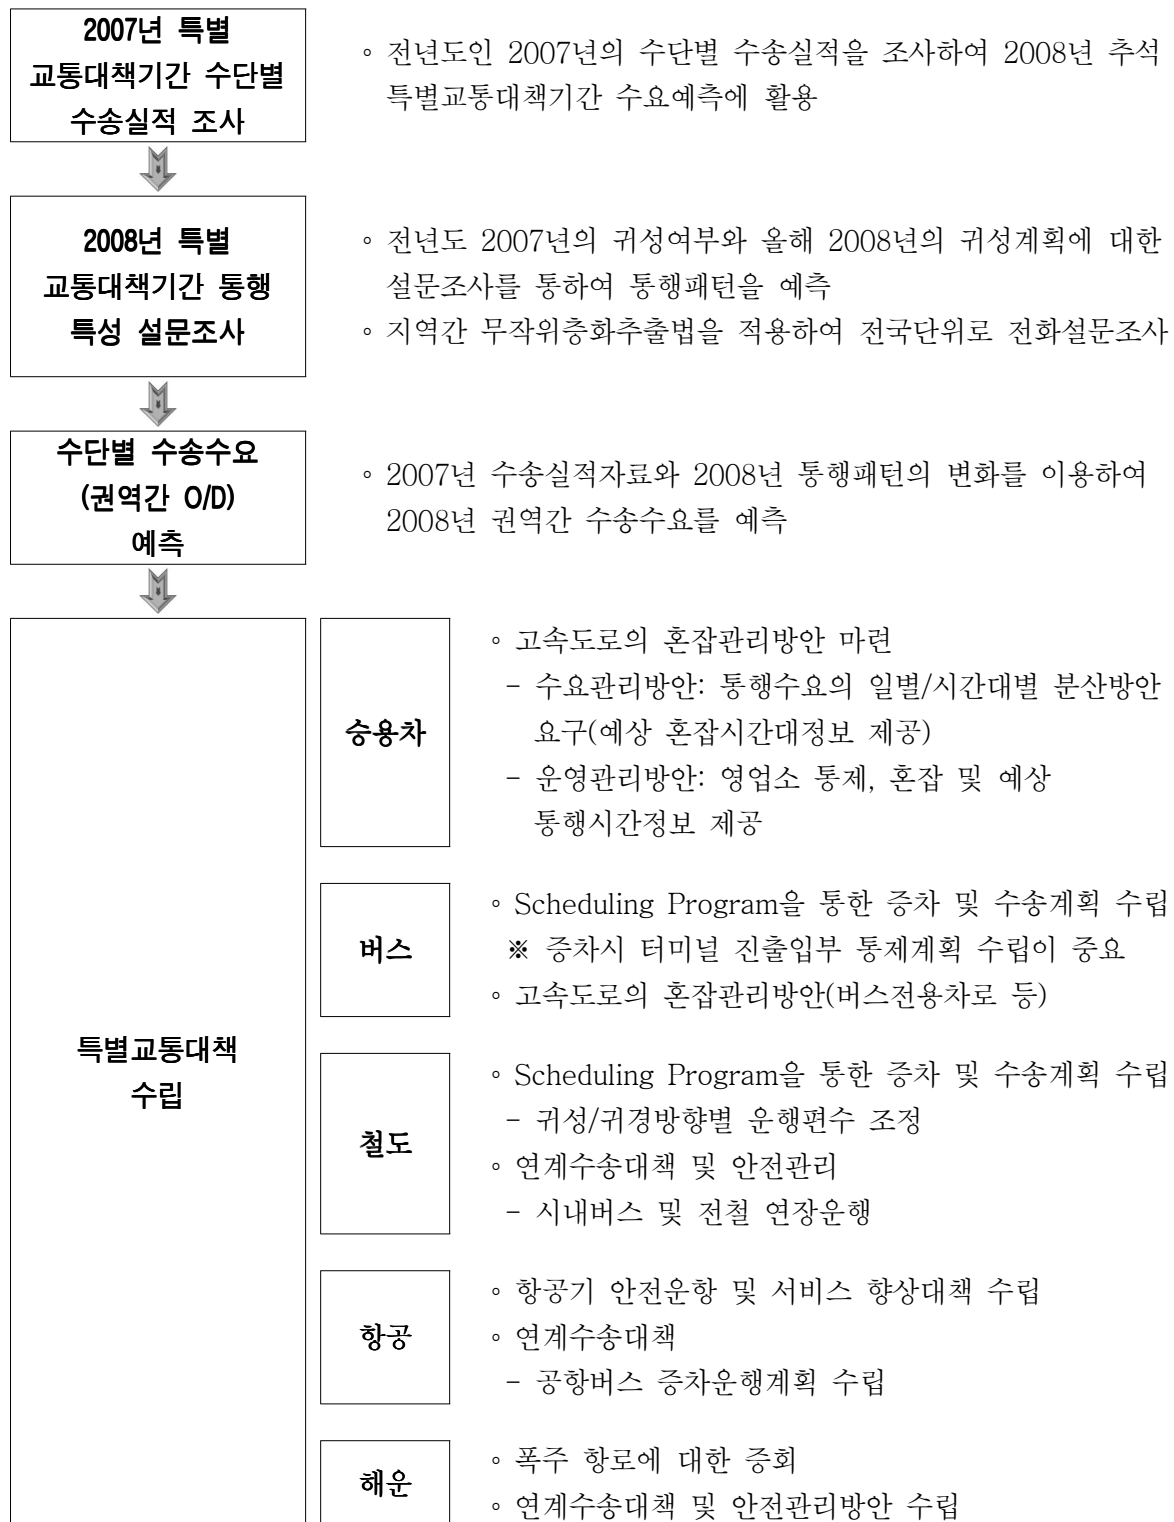 2007년 특별
교통대책기간 수단별
수송실적 조사
◦ 전년도인 2007년의 수단별 수송실적을 조사하여 2008년 추석
특별교통대책기간 수요예측에 활용
2008년 특별
교통대책기간 통행
특성 설문조사
◦ 전년도 2007년의 귀성여부와 올해 2008년의 귀성계획에 대한
설문조사를 통하여 통행패턴을 예측
◦ 지역간 무작위층화추출법을 적용하여 전국단위로 전화설문조사
수단별 수송수요
(권역간 O/D)
예측
◦ 2007년 수송실적자료와 2008년 통행패턴의 변화를 이용하여
2008년 권역간 수송수요를 예측
특별교통대책
수립
승용차
◦ 고속도로의 혼잡관리방안 마련
- 수요관리방안: 통행수요의 일별/시간대별 분산방안
요구(예상 혼잡시간대정보 제공)
- 운영관리방안: 영업소 통제, 혼잡 및 예상
통행시간정보 제공
버스
◦ Scheduling Program을 통한 증차 및 수송계획 수립
※ 증차시 터미널 진출입부 통제계획 수립이 중요
◦ 고속도로의 혼잡관리방안(버스전용차로 등)
철도
◦ Scheduling Program을 통한 증차 및 수송계획 수립
- 귀성/귀경방향별 운행편수 조정
◦ 연계수송대책 및 안전관리
- 시내버스 및 전철 연장운행
항공
◦ 항공기 안전운항 및 서비스 향상대책 수립
◦ 연계수송대책
- 공항버스 증차운행계획 수립
해운
◦ 폭주 항로에 대한 증회
◦ 연계수송대책 및 안전관리방안 수립